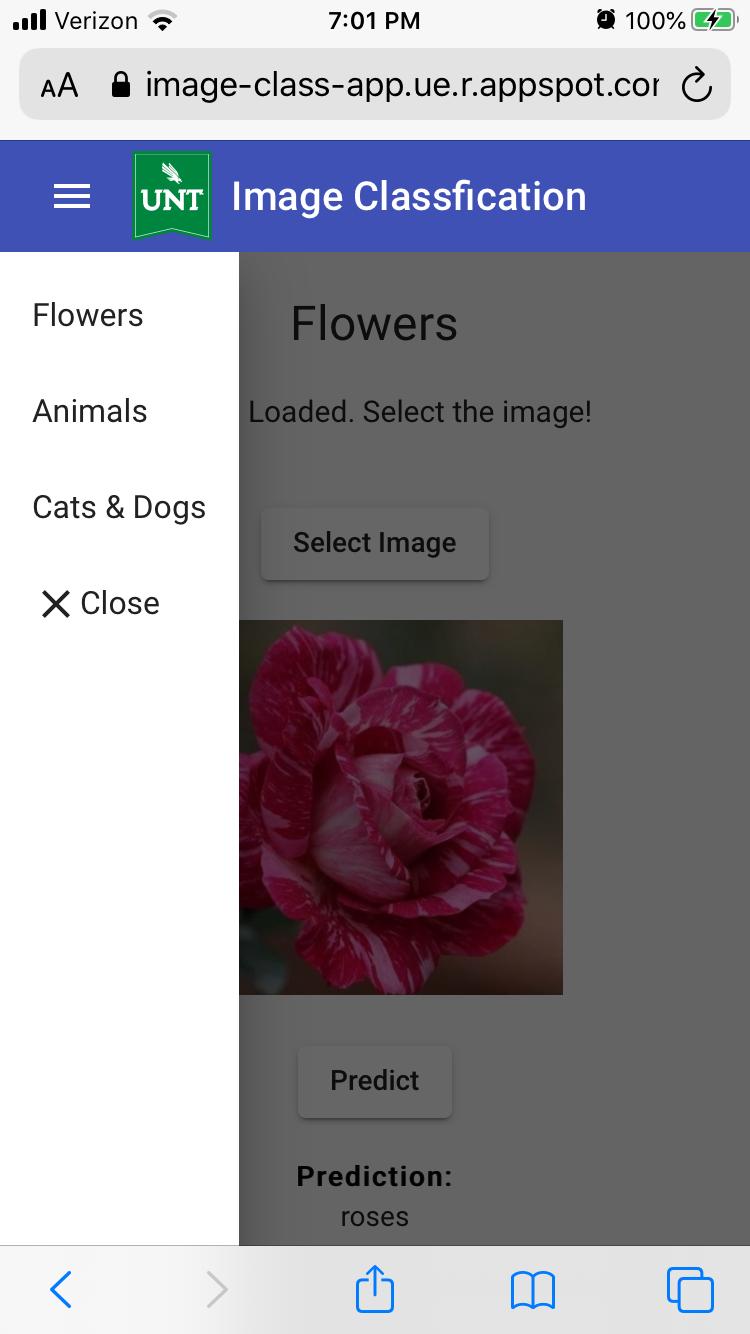 Verizon 7:01 PM 100%
AA image-class-app.ue.r.appspot.cor
UNT Image Classfication
Flowers
Animals
Cats & Dogs
Close
Flowers
Loaded. Select the image!
Select Image
Predict
Prediction:
roses